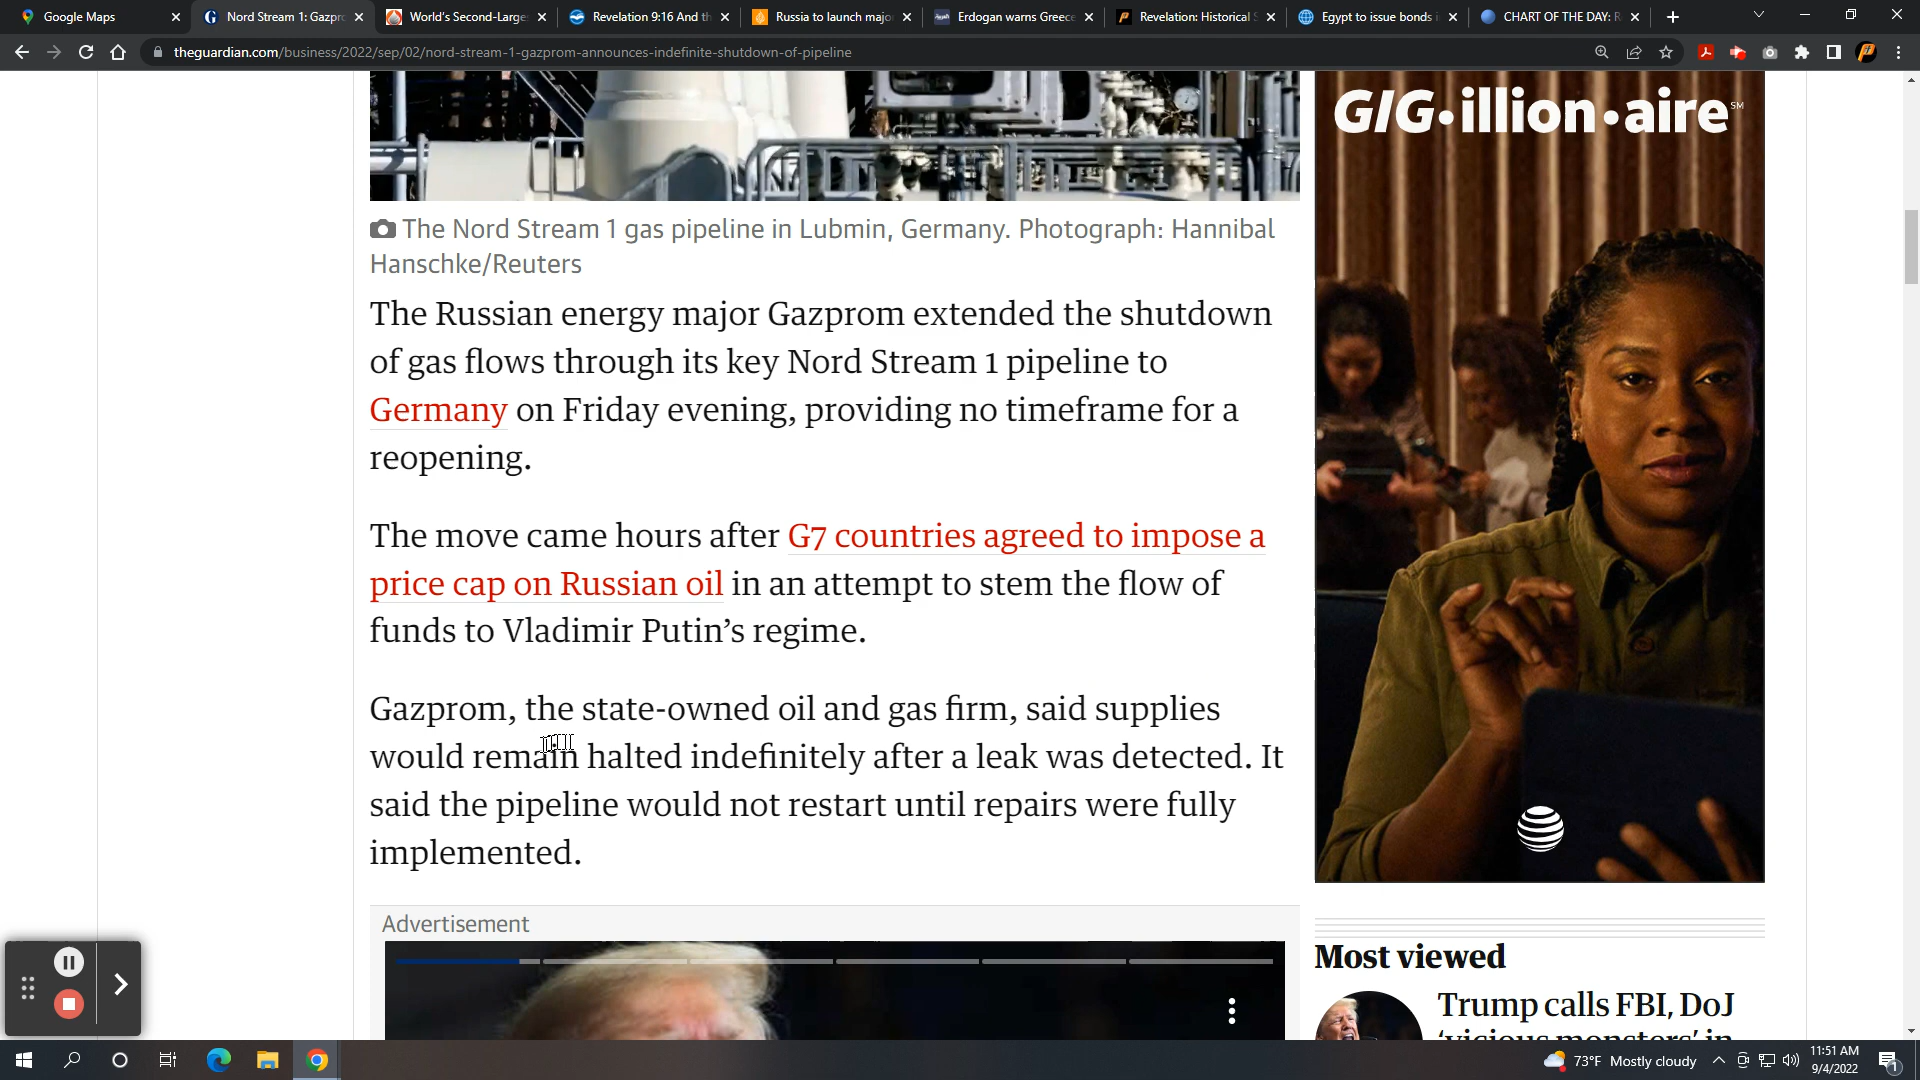 Google Maps
Nord Stream 1: Gazpr
World's Second-Large
Revelation 9:16 And th
Russia to launch majo
Erdogan warns Greece
Revelation: Historical S
Egypt to issue bonds i
CHART OF THE DAY: R
theguardian.com/business/2022/sep/02/nord-stream-1-gazprom-announces-indefinite-shutdown-of-pipeline
GIG•illion•aire SM
The Nord Stream 1 gas pipeline in Lubmin, Germany. Photograph: Hannibal
Hanschke/Reuters
The Russian energy major Gazprom extended the shutdown
of gas flows through its key Nord Stream 1 pipeline to
Germany on Friday evening, providing no timeframe for a
reopening.
The move came hours after G7 countries agreed to impose a
price cap on Russian oil in an attempt to stem the flow of
funds to Vladimir Putin’s regime.
Gazprom, the state-owned oil and gas firm, said supplies
would remain halted indefinitely after a leak was detected. It
said the pipeline would not restart until repairs were fully
implemented.
Advertisement
Most viewed
Trump calls FBI, DoJ
‘vicious monsters’ in
73°F Mostly cloudy
11:51 AM
9/4/2022
1